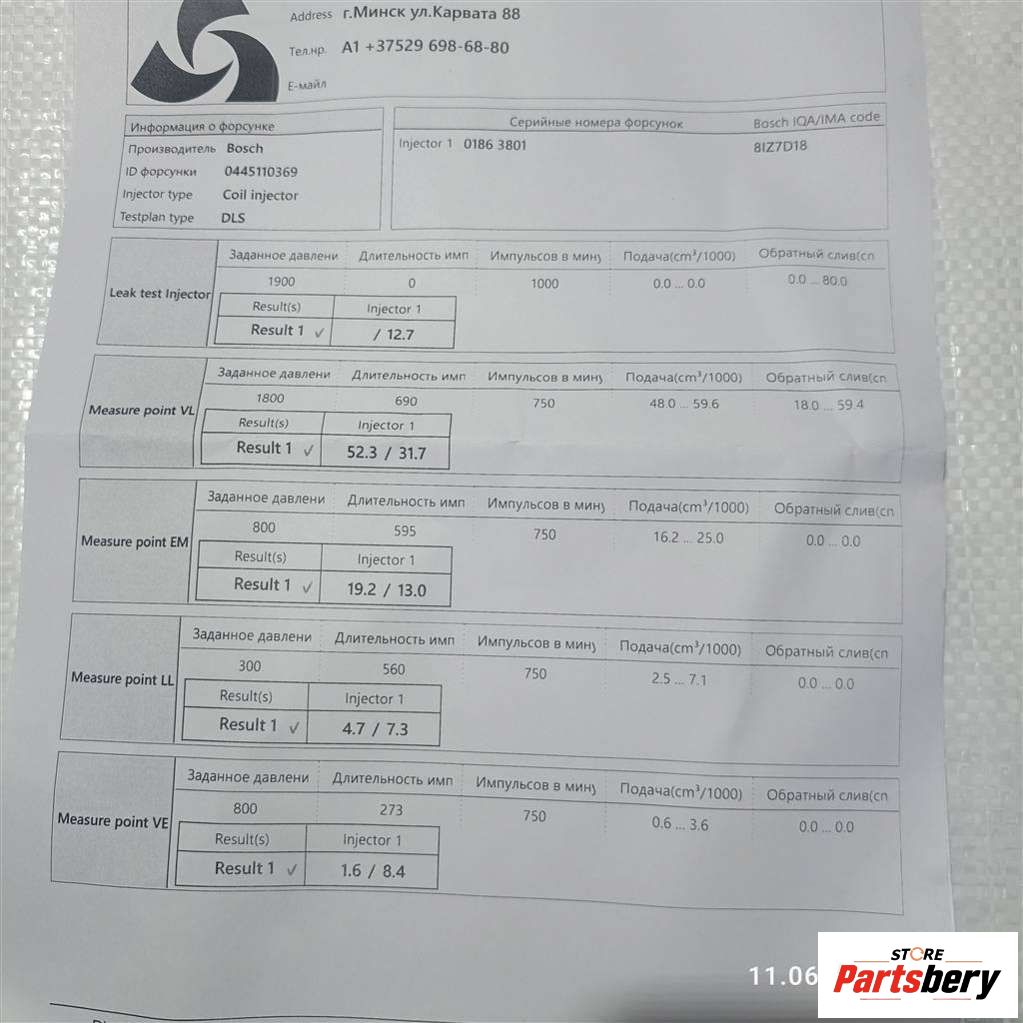 Address г.Минск ул.Карвата 88
Тел.нр. A1 +37529 698-68-80
Е-майл
Информация о форсунке
Производитель Bosch
ID форсунки 0445110369
Injector type Coil injector
Testplan type DLS
Серийные номера форсунок Bosch IQA/IMA code
Injector 1 0186 3801 8IZ7D18
Leak test Injector
Заданное давлени Длительность имп Импульсов в мину Подача(cm³/1000) Обратный слив(сп
1900 0 1000 0.0 ... 0.0 0.0 ... 80.0
Result(s) Injector 1
Result 1 ✓ / 12.7
Measure point VL
Заданное давлени Длительность имп Импульсов в мину Подача(cm³/1000) Обратный слив(сп
1800 690 750 48.0 ... 59.6 18.0 ... 59.4
Result(s) Injector 1
Result 1 ✓ 52.3 / 31.7
Measure point EM
Заданное давлени Длительность имп Импульсов в мину Подача(cm³/1000) Обратный слив(сп
800 595 750 16.2 ... 25.0 0.0 ... 0.0
Result(s) Injector 1
Result 1 ✓ 19.2 / 13.0
Measure point LL
Заданное давлени Длительность имп Импульсов в мину Подача(cm³/1000) Обратный слив(сп
300 560 750 2.5 ... 7.1 0.0 ... 0.0
Result(s) Injector 1
Result 1 ✓ 4.7 / 7.3
Measure point VE
Заданное давлени Длительность имп Импульсов в мину Подача(cm³/1000) Обратный слив(сп
800 273 750 0.6 ... 3.6 0.0 ... 0.0
Result(s) Injector 1
Result 1 ✓ 1.6 / 8.4
11.06
STORE
Partsbery